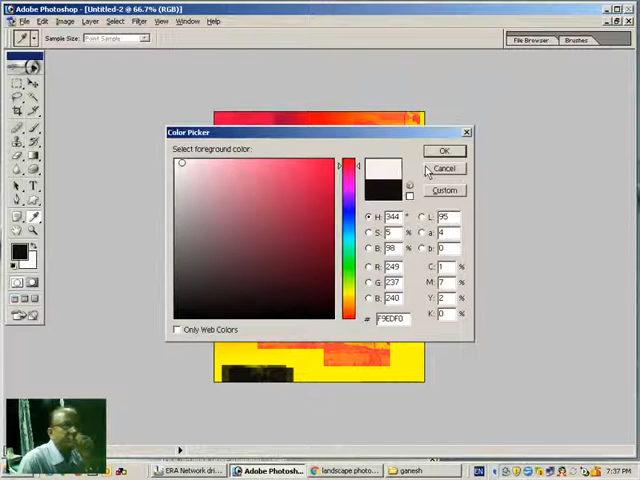 Adobe Photoshop - [Untitled-2 @ 66.7% (RGB)]
File Edit Image Layer Select Filter View Window Help
Sample Size: Point Sample
File Browser Brushes
Color Picker
Select foreground color:
OK
Cancel
Custom
H: 344 ° L: 95
S: 5 % a: 4
B: 98 % b: 0
R: 249 C: 1 %
G: 237 M: 7 %
B: 240 Y: 2 %
# F9EDF0 K: 0 %
Only Web Colors
ERA Network dri... Adobe Photosh... landscape photo... ganesh EN 7:37 PM